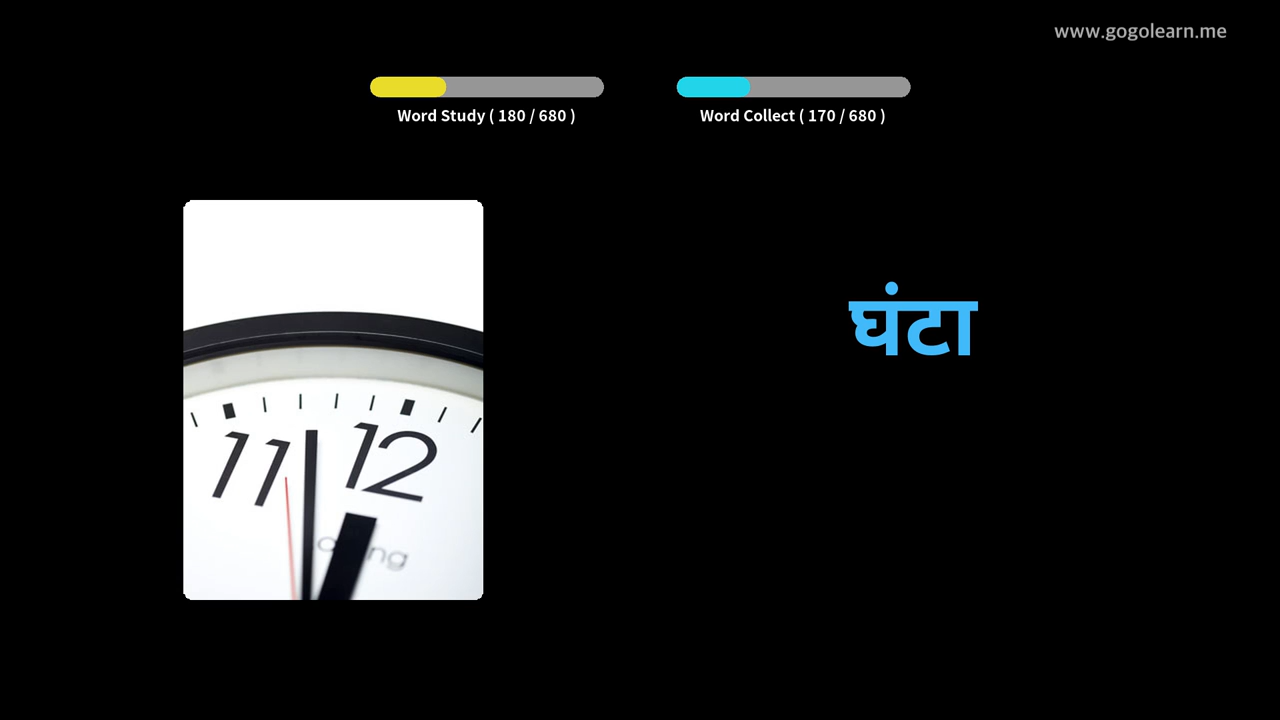 www.gogolearn.me
Word Study ( 180 / 680 )
Word Collect ( 170 / 680 )
घंटा
11 12